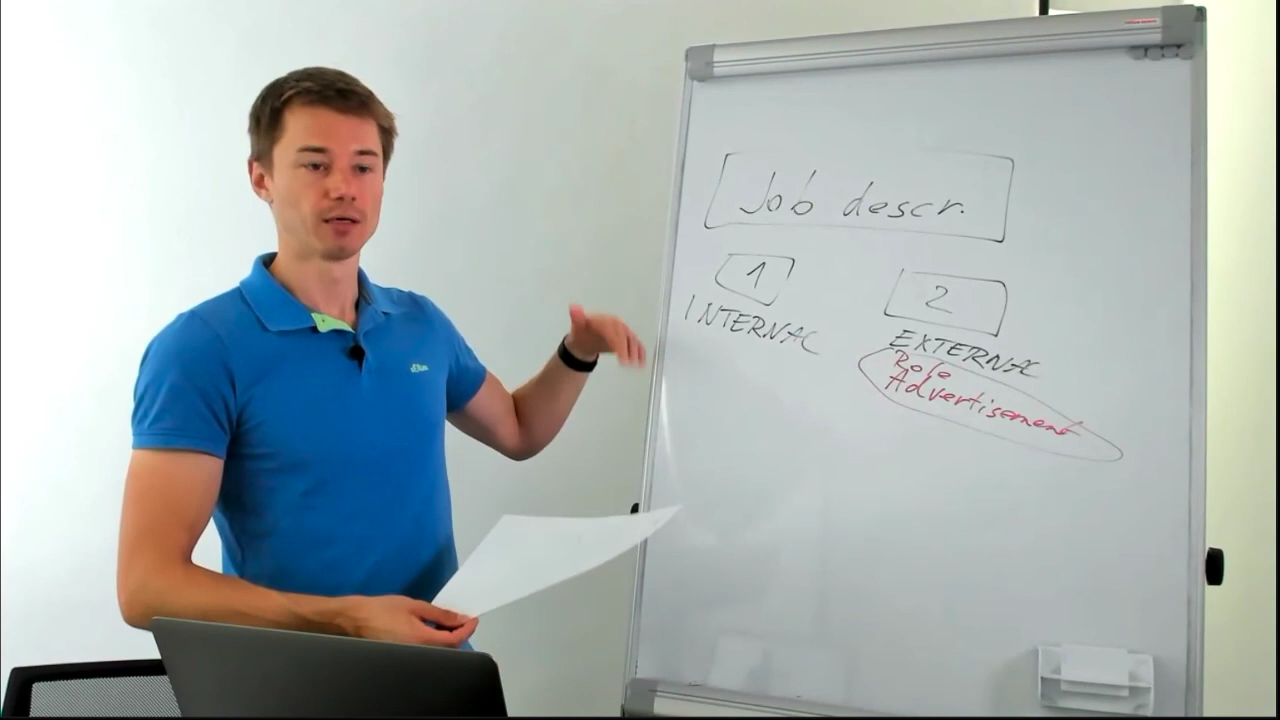 Job descr.
1
INTERNAL
2
EXTERNAL
Role
Advertisement